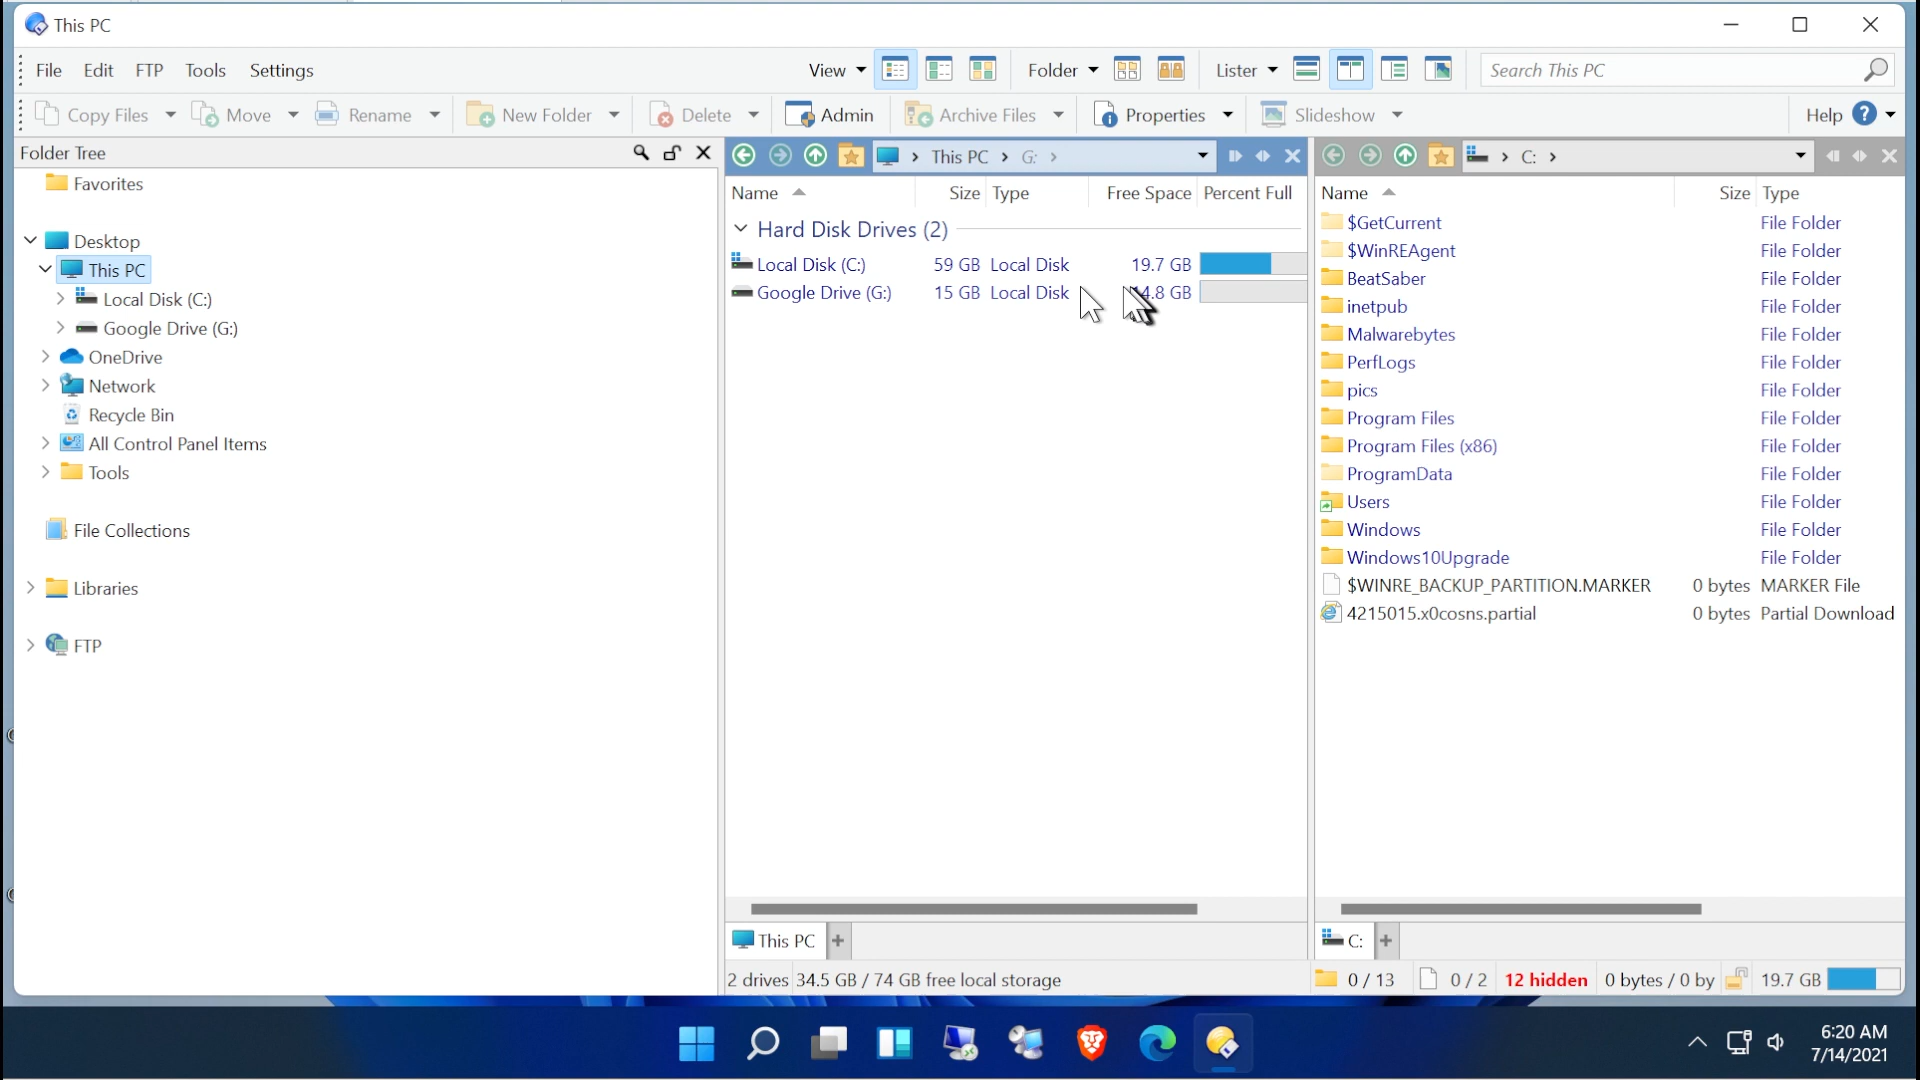 This PC
File Edit FTP Tools Settings View Folder Lister Search This PC
Copy Files Move Rename New Folder Delete Admin Archive Files Properties Slideshow Help
Folder Tree
Favorites
Desktop
This PC
Local Disk (C:)
Google Drive (G:)
OneDrive
Network
Recycle Bin
All Control Panel Items
Tools
File Collections
Libraries
FTP
This PC G:
Name Size Type Free Space Percent Full
Hard Disk Drives (2)
Local Disk (C:) 59 GB Local Disk 19.7 GB
Google Drive (G:) 15 GB Local Disk 4.8 GB
This PC
2 drives 34.5 GB / 74 GB free local storage
C:
Name Size Type
$GetCurrent File Folder
$WinREAgent File Folder
BeatSaber File Folder
inetpub File Folder
Malwarebytes File Folder
PerfLogs File Folder
pics File Folder
Program Files File Folder
Program Files (x86) File Folder
ProgramData File Folder
Users File Folder
Windows File Folder
Windows10Upgrade File Folder
$WINRE_BACKUP_PARTITION.MARKER 0 bytes MARKER File
4215015.x0cosns.partial 0 bytes Partial Download
C:
0 / 13 0 / 2 12 hidden 0 bytes / 0 by 19.7 GB
6:20 AM
7/14/2021